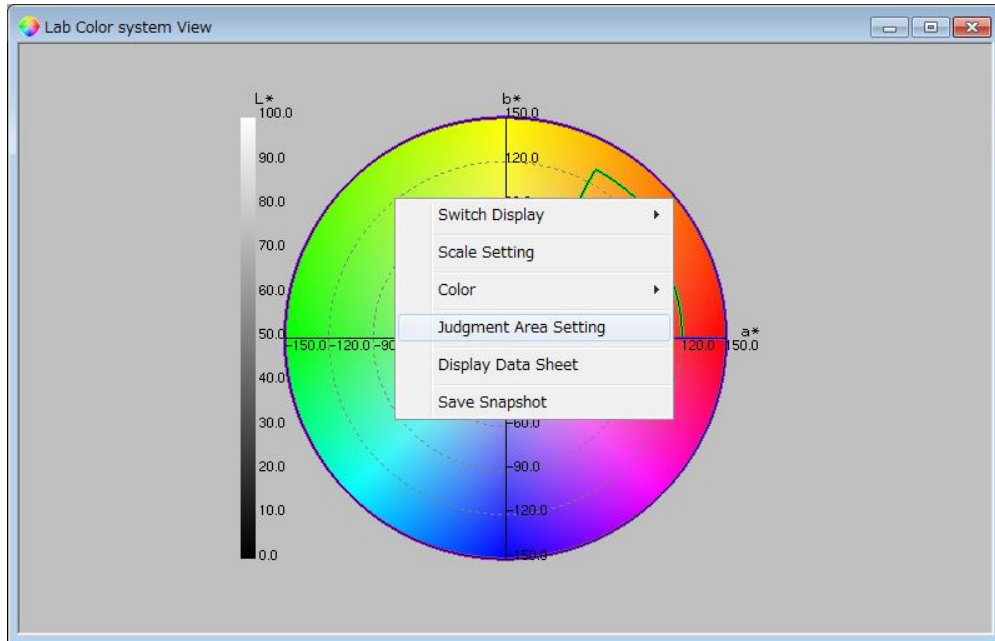 Lab Color system View
L*
100.0
90.0
80.0
70.0
60.0
50.0
40.0
30.0
20.0
10.0
0.0
b*
150.0
120.0
Switch Display
Scale Setting
Color
Judgment Area Setting
Display Data Sheet
Save Snapshot
-150.0 -120.0 -90
120.0 150.0
a*
-60.0
-90.0
-120.0
-150.0